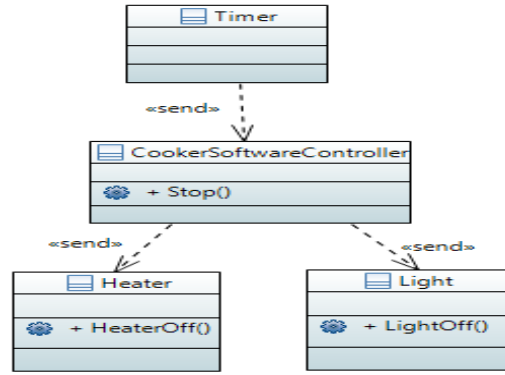 Timer
«send»
CookerSoftwareController
+ Stop()
«send»
«send»
Heater
Light
+ HeaterOff()
+ LightOff()